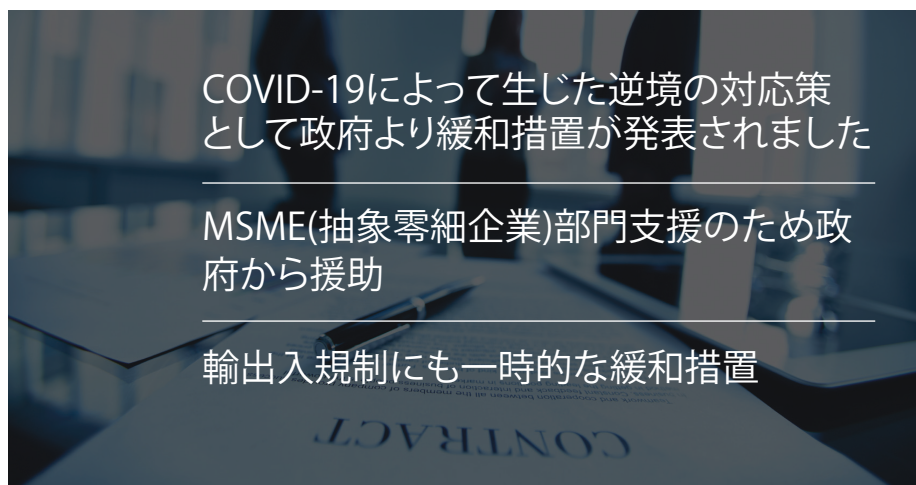 COVID-19によって生じた逆境の対応策
として政府より緩和措置が発表されました
MSME(抽象零細企業)部門支援のため政
府から援助
輸出入規制にも一時的な緩和措置
CONTRACT